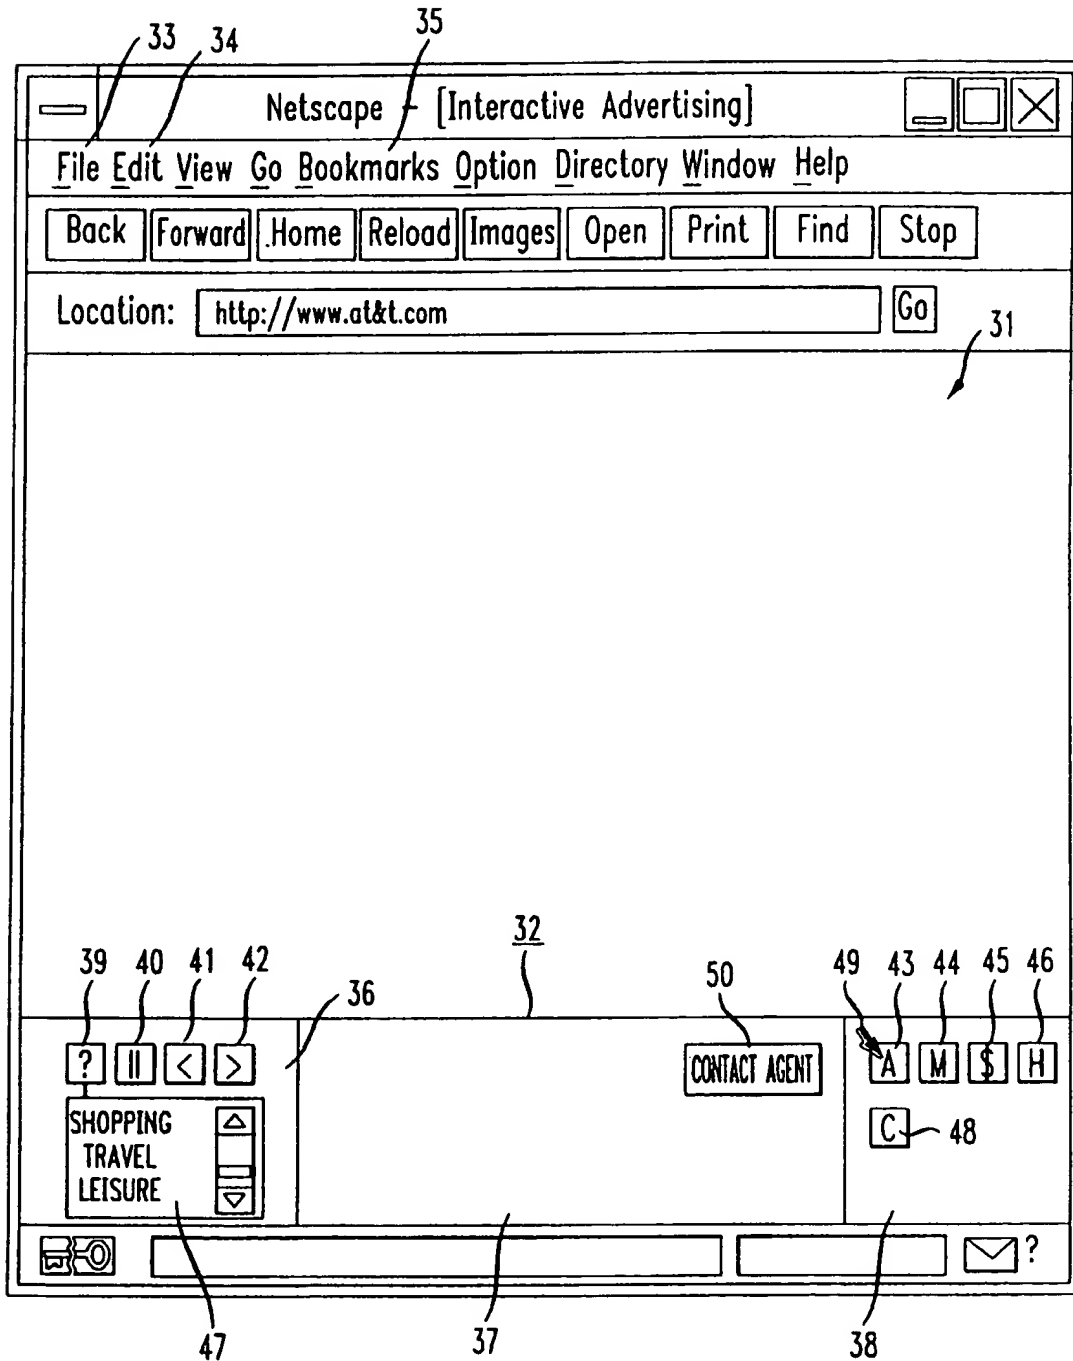 33 34 35
Netscape - [Interactive Advertising]
File Edit View Go Bookmarks Option Directory Window Help
Back Forward .Home Reload Images Open Print Find Stop
Location: http://www.at&t.com Go
31
32
39 40 41 42 36 50 49 43 44 45 46
? || < > CONTACT AGENT A M $ H
SHOPPING
TRAVEL
LEISURE
C 48
?
47 37 38